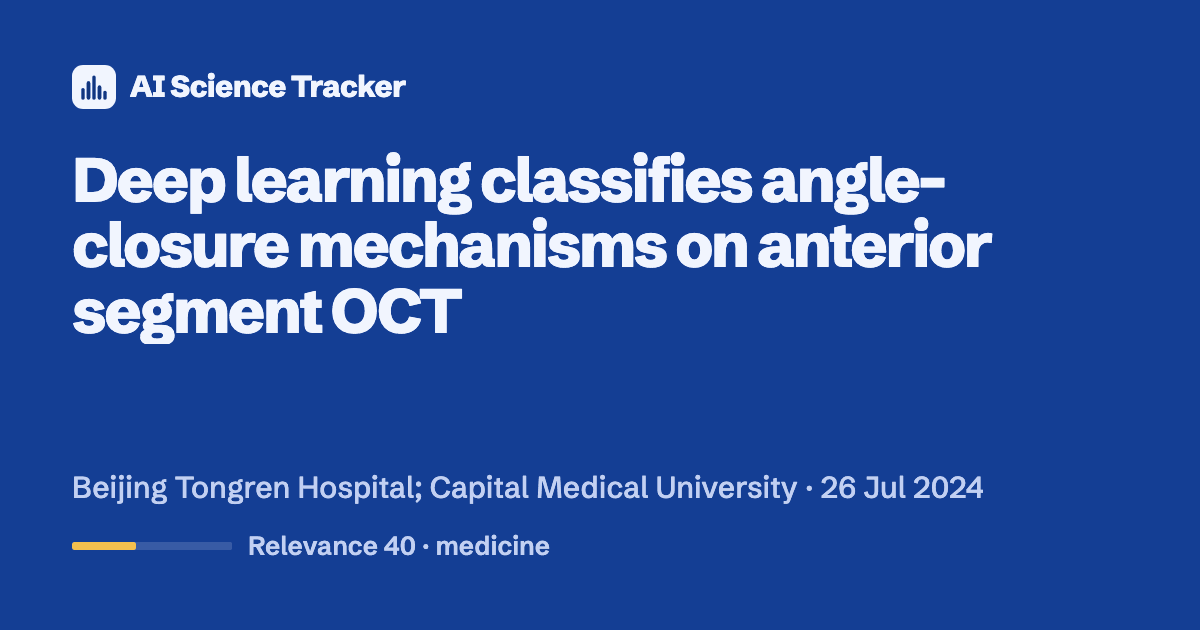 AI Science Tracker
Deep learning classifies angle-
closure mechanisms on anterior
segment OCT
Beijing Tongren Hospital; Capital Medical University · 26 Jul 2024
Relevance 40 · medicine